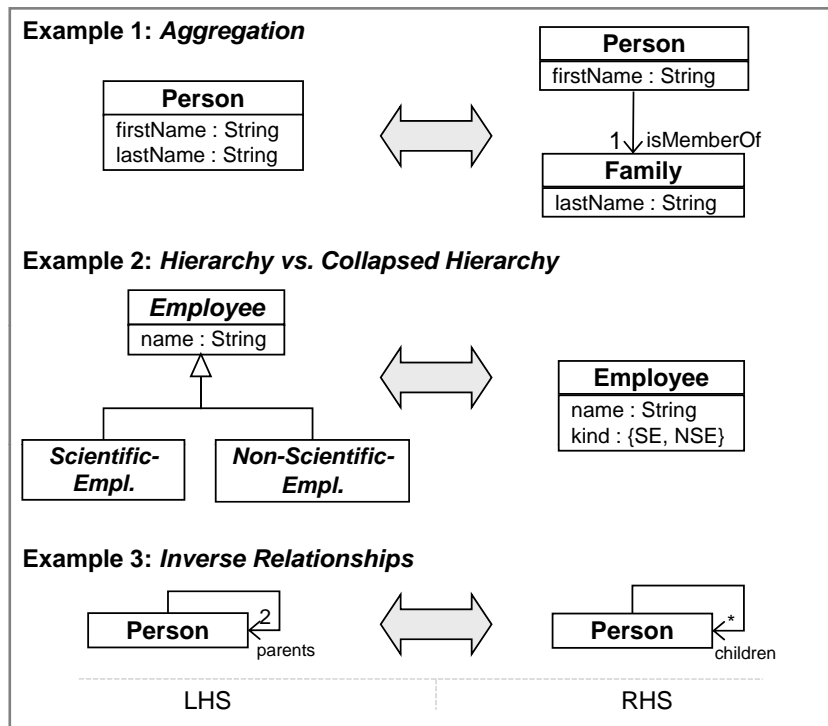 Example 1: Aggregation
Person
firstName : String
lastName : String
Person
firstName : String
1 isMemberOf
Family
lastName : String
Example 2: Hierarchy vs. Collapsed Hierarchy
Employee
name : String
Scientific-
Empl.
Non-Scientific-
Empl.
Employee
name : String
kind : {SE, NSE}
Example 3: Inverse Relationships
Person
2
parents
Person
*
children
LHS
RHS